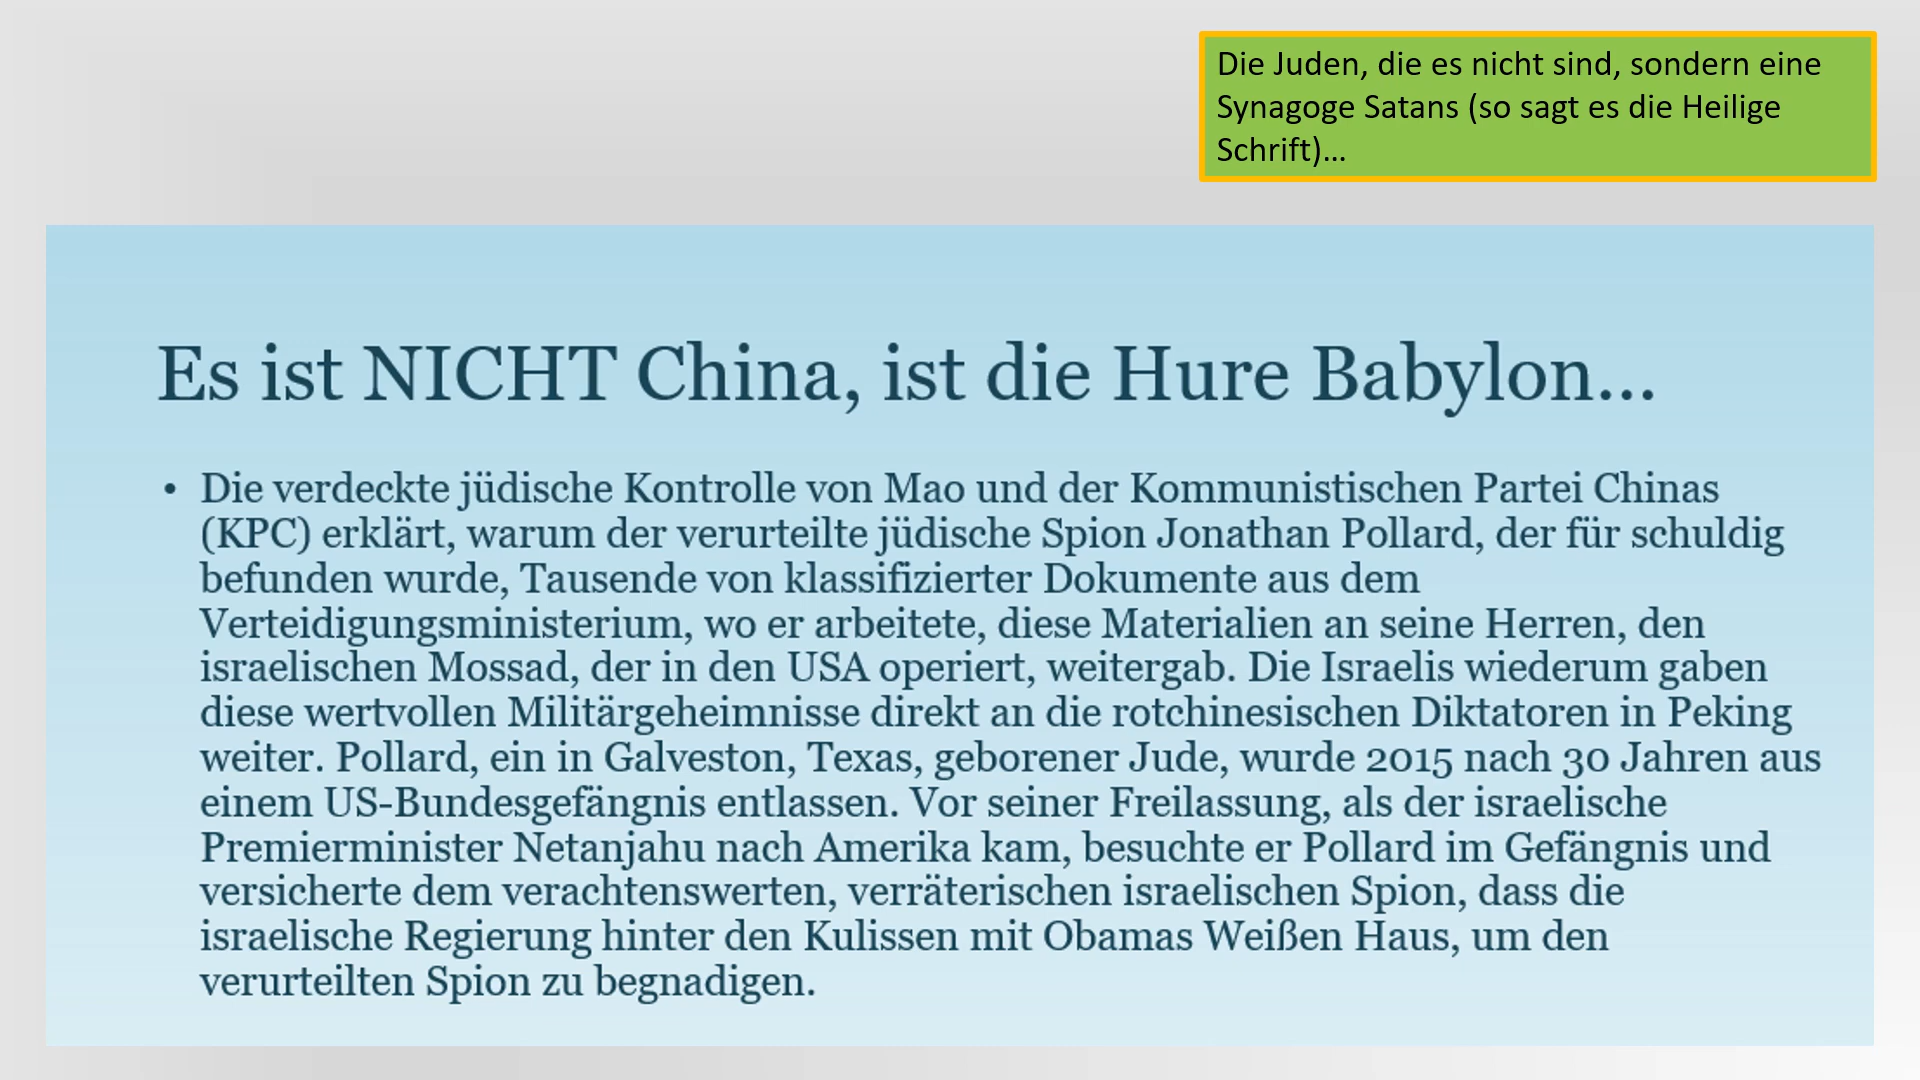 Die Juden, die es nicht sind, sondern eine
Synagoge Satans (so sagt es die Heilige
Schrift)…
Es ist NICHT China, ist die Hure Babylon…
• Die verdeckte jüdische Kontrolle von Mao und der Kommunistischen Partei Chinas
(KPC) erklärt, warum der verurteilte jüdische Spion Jonathan Pollard, der für schuldig
befunden wurde, Tausende von klassifizierter Dokumente aus dem
Verteidigungsministerium, wo er arbeitete, diese Materialien an seine Herren, den
israelischen Mossad, der in den USA operiert, weitergab. Die Israelis wiederum gaben
diese wertvollen Militärgeheimnisse direkt an die rotchinesischen Diktatoren in Peking
weiter. Pollard, ein in Galveston, Texas, geborener Jude, wurde 2015 nach 30 Jahren aus
einem US-Bundesgefängnis entlassen. Vor seiner Freilassung, als der israelische
Premierminister Netanjahu nach Amerika kam, besuchte er Pollard im Gefängnis und
versicherte dem verachtenswerten, verräterischen israelischen Spion, dass die
israelische Regierung hinter den Kulissen mit Obamas Weißen Haus, um den
verurteilten Spion zu begnadigen.